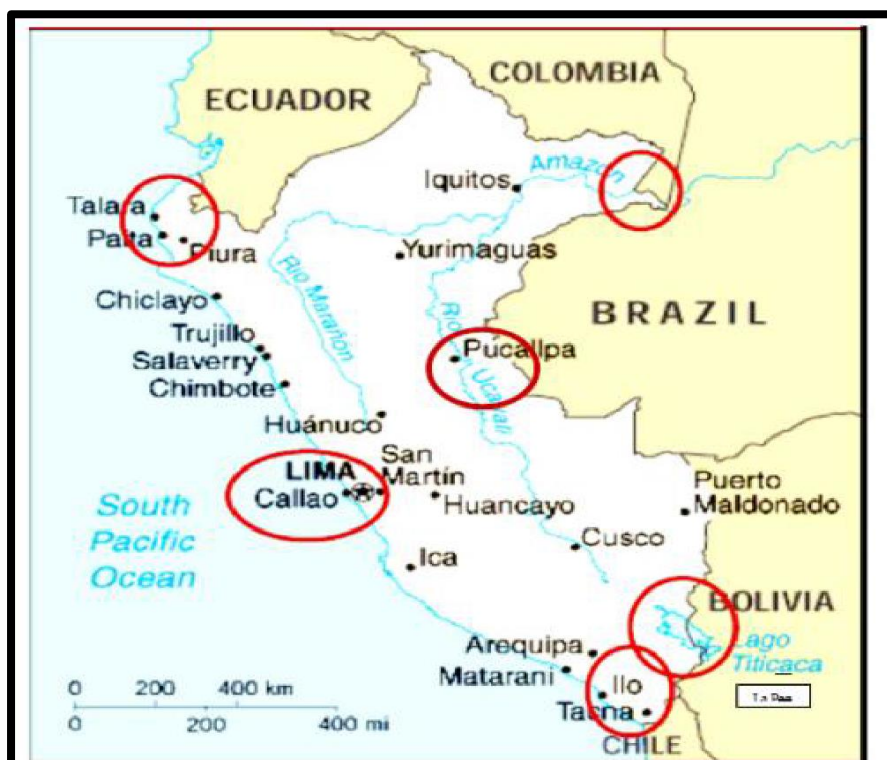 COLOMBIA
ECUADOR
Amazon
Iquitos
Talara
Paita
Piura
Yurimaguas
Rio Marañon
Chiclayo
BRAZIL
Trujillo
Rio Ucayali
Pucallpa
Salaverry
Chimbote
Huánuco
San
LIMA
Martín
Callao
Huancayo
Puerto
Maldonado
South
Pacific
Ocean
Cusco
Ica
BOLIVIA
Arequipa
Lago
Titicaca
Matarani
Ilo
0 200 400 km
Tacna
0 200 400 mi
CHILE